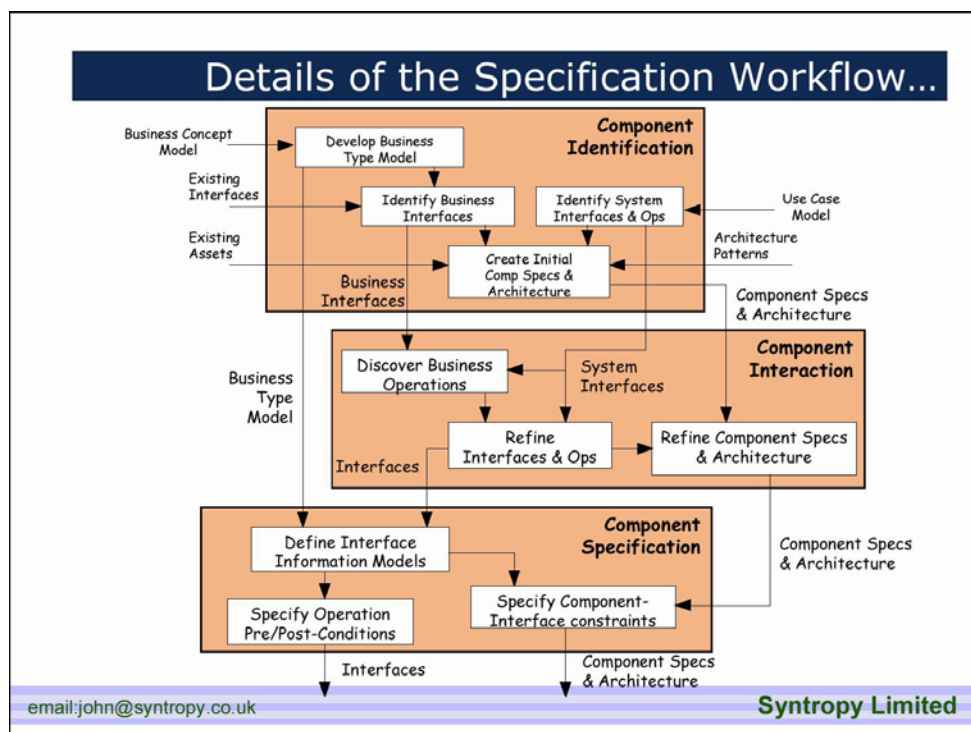 Details of the Specification Workflow…
Component
Identification
Business Concept
Model
Develop Business
Type Model
Existing
Interfaces
Identify Business
Interfaces
Identify System
Interfaces & Ops
Use Case
Model
Existing
Assets
Create Initial
Comp Specs &
Architecture
Architecture
Patterns
Business
Interfaces
Component Specs
& Architecture
Component
Interaction
Discover Business
Operations
System
Interfaces
Business
Type
Model
Refine
Interfaces & Ops
Refine Component Specs
& Architecture
Interfaces
Component
Specification
Define Interface
Information Models
Component Specs
& Architecture
Specify Operation
Pre/Post-Conditions
Specify Component-
Interface constraints
Interfaces
Component Specs
& Architecture
email:john@syntropy.co.uk
Syntropy Limited